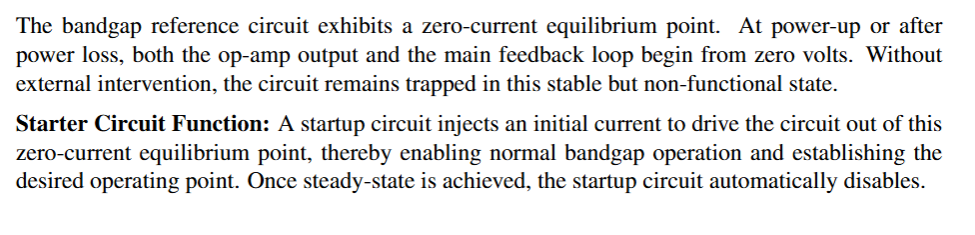 The bandgap reference circuit exhibits a zero-current equilibrium point. At power-up or after
power loss, both the op-amp output and the main feedback loop begin from zero volts. Without
external intervention, the circuit remains trapped in this stable but non-functional state.
Starter Circuit Function: A startup circuit injects an initial current to drive the circuit out of this
zero-current equilibrium point, thereby enabling normal bandgap operation and establishing the
desired operating point. Once steady-state is achieved, the startup circuit automatically disables.